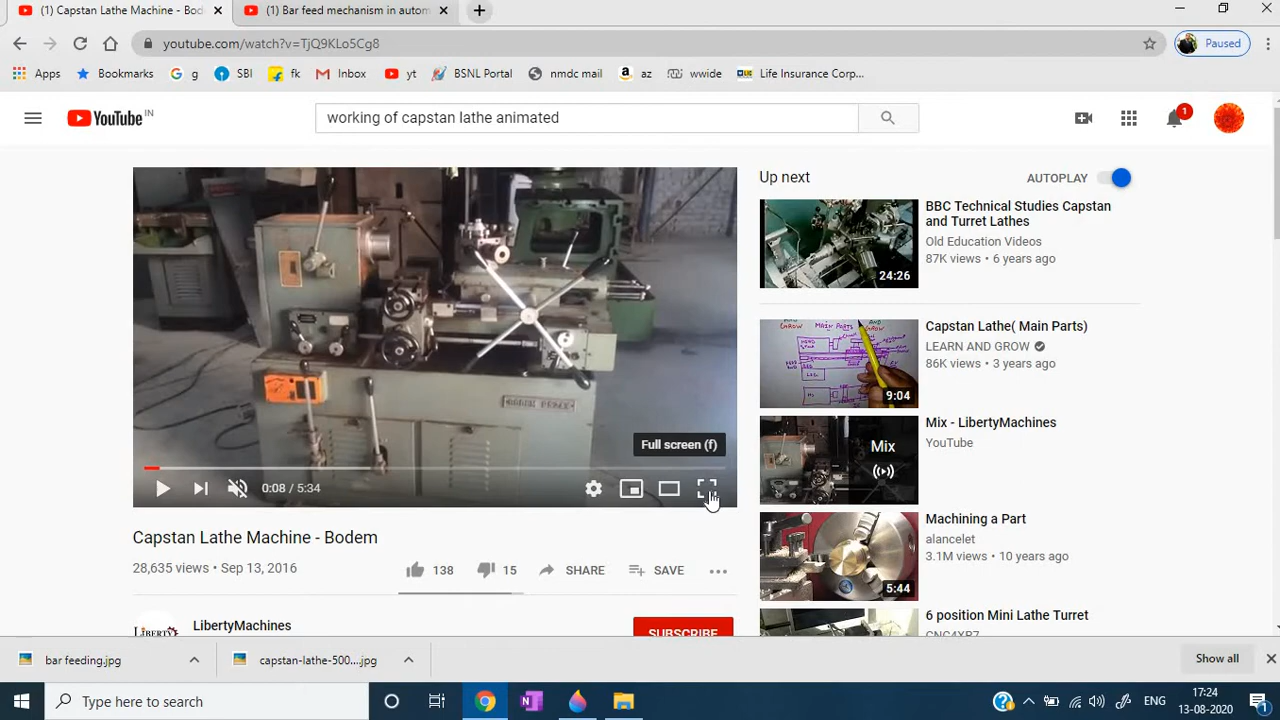 (1) Capstan Lathe Machine - Bod
(1) Bar feed mechanism in autom
youtube.com/watch?v=TjQ9KLo5Cg8
Paused
Apps
Bookmarks
g
SBI
fk
Inbox
yt
BSNL Portal
nmdc mail
az
wwide
Life Insurance Corp...
YouTube IN
working of capstan lathe animated
1
Up next
AUTOPLAY
BBC Technical Studies Capstan
and Turret Lathes
Old Education Videos
87K views • 6 years ago
24:26
Capstan Lathe( Main Parts)
LEARN AND GROW
86K views • 3 years ago
MAIN PARTS
9:04
Mix - LibertyMachines
YouTube
Mix
Machining a Part
alancelet
3.1M views • 10 years ago
5:44
6 position Mini Lathe Turret
Full screen (f)
0:08 / 5:34
Capstan Lathe Machine - Bodem
28,635 views • Sep 13, 2016
138
15
SHARE
SAVE
LibertyMachines
LIBERTY
SUBSCRIBE
bar feeding.jpg
capstan-lathe-500....jpg
Show all
Type here to search
ENG
17:24
13-08-2020
1